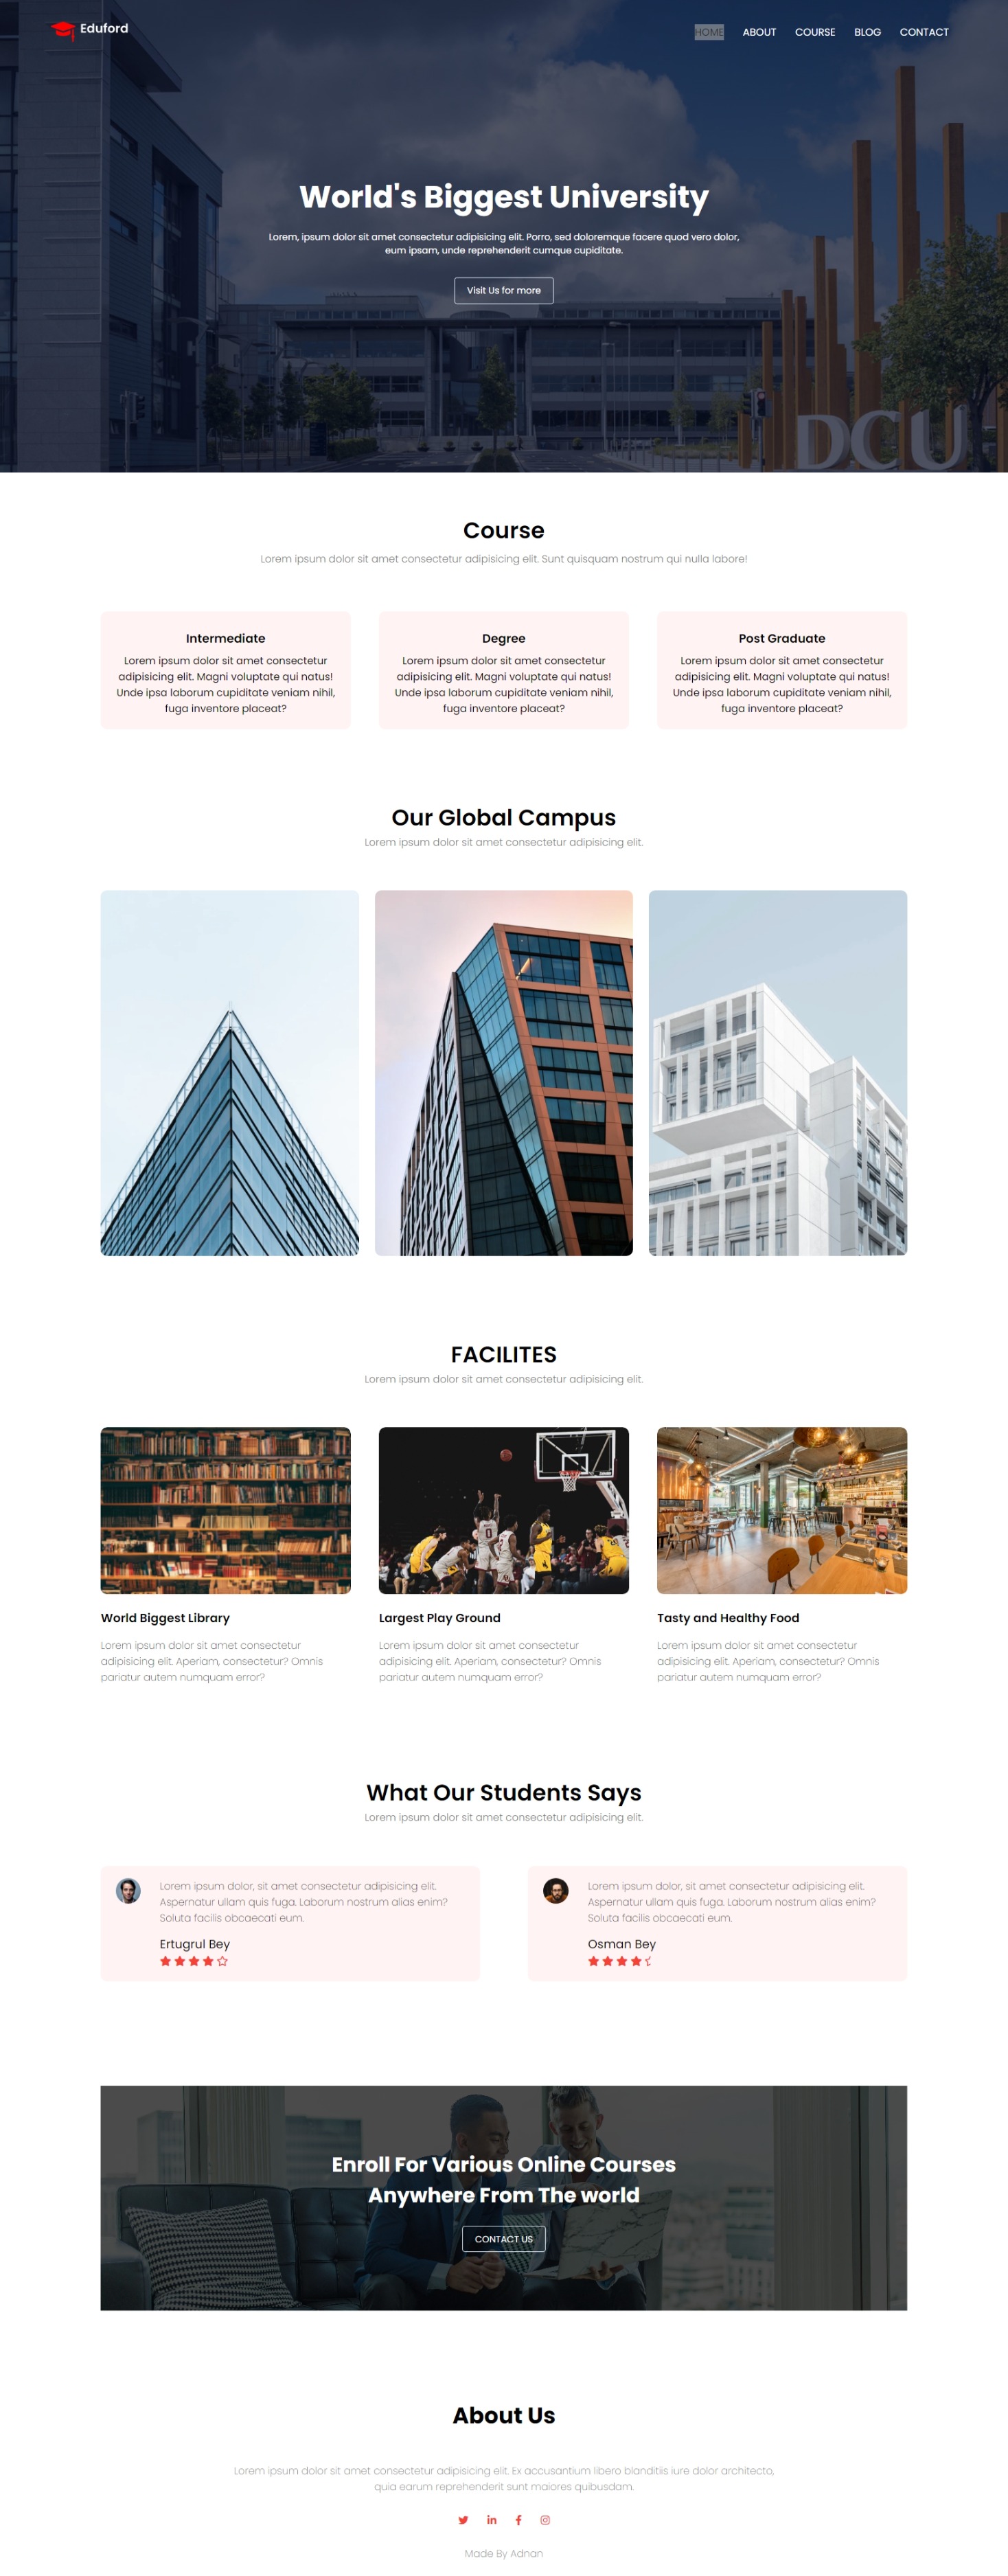 Eduford
HOME ABOUT COURSE BLOG CONTACT
World's Biggest University
Lorem, ipsum dolor sit amet consectetur adipisicing elit. Porro, sed doloremque facere quod vero dolor,
eum ipsam, unde reprehenderit cumque cupiditate.
Visit Us for more
DCU
Course
Lorem ipsum dolor sit amet consectetur adipisicing elit. Sunt quisquam nostrum qui nulla labore!
Intermediate
Lorem ipsum dolor sit amet consectetur
adipisicing elit. Magni voluptate qui natus!
Unde ipsa laborum cupiditate veniam nihil,
fuga inventore placeat?
Degree
Lorem ipsum dolor sit amet consectetur
adipisicing elit. Magni voluptate qui natus!
Unde ipsa laborum cupiditate veniam nihil,
fuga inventore placeat?
Post Graduate
Lorem ipsum dolor sit amet consectetur
adipisicing elit. Magni voluptate qui natus!
Unde ipsa laborum cupiditate veniam nihil,
fuga inventore placeat?
Our Global Campus
Lorem ipsum dolor sit amet consectetur adipisicing elit.
FACILITES
Lorem ipsum dolor sit amet consectetur adipisicing elit.
World Biggest Library
Lorem ipsum dolor sit amet consectetur
adipisicing elit. Aperiam, consectetur? Omnis
pariatur autem numquam error?
Largest Play Ground
Lorem ipsum dolor sit amet consectetur
adipisicing elit. Aperiam, consectetur? Omnis
pariatur autem numquam error?
Tasty and Healthy Food
Lorem ipsum dolor sit amet consectetur
adipisicing elit. Aperiam, consectetur? Omnis
pariatur autem numquam error?
What Our Students Says
Lorem ipsum dolor sit amet consectetur adipisicing elit.
Lorem ipsum dolor, sit amet consectetur adipisicing elit.
Aspernatur ullam quis fuga. Laborum nostrum alias enim?
Soluta facilis obcaecati eum.
Ertugrul Bey
Lorem ipsum dolor, sit amet consectetur adipisicing elit.
Aspernatur ullam quis fuga. Laborum nostrum alias enim?
Soluta facilis obcaecati eum.
Osman Bey
Enroll For Various Online Courses
Anywhere From The world
CONTACT US
About Us
Lorem ipsum dolor sit amet consectetur adipisicing elit. Ex accusantium libero blanditiis iure dolor architecto,
quia earum reprehenderit sunt maiores quibusdam.
Made By Adnan